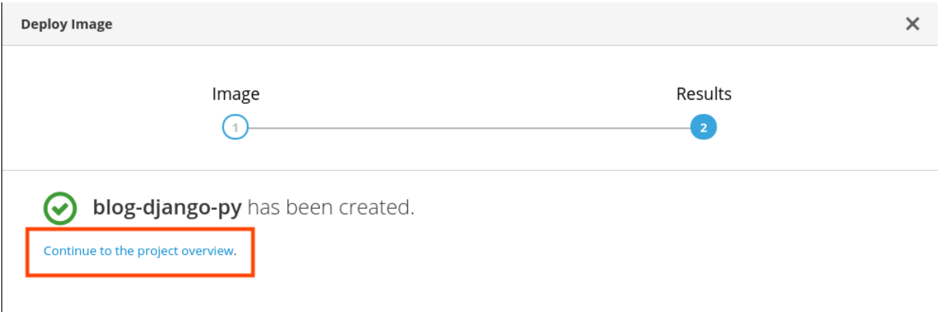 Deploy Image
Image
Results
1
2
blog-django-py has been created.
Continue to the project overview.